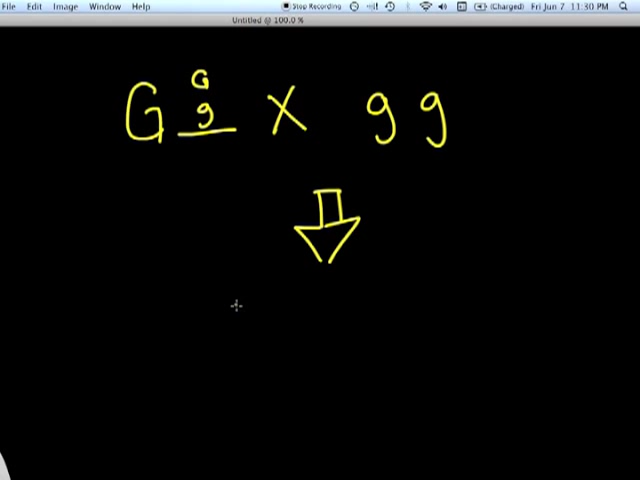 File Edit Image Window Help Stop Recording (Charged) Fri Jun 7 11:30 PM
Untitled @ 100.0 %
G
G g X g g